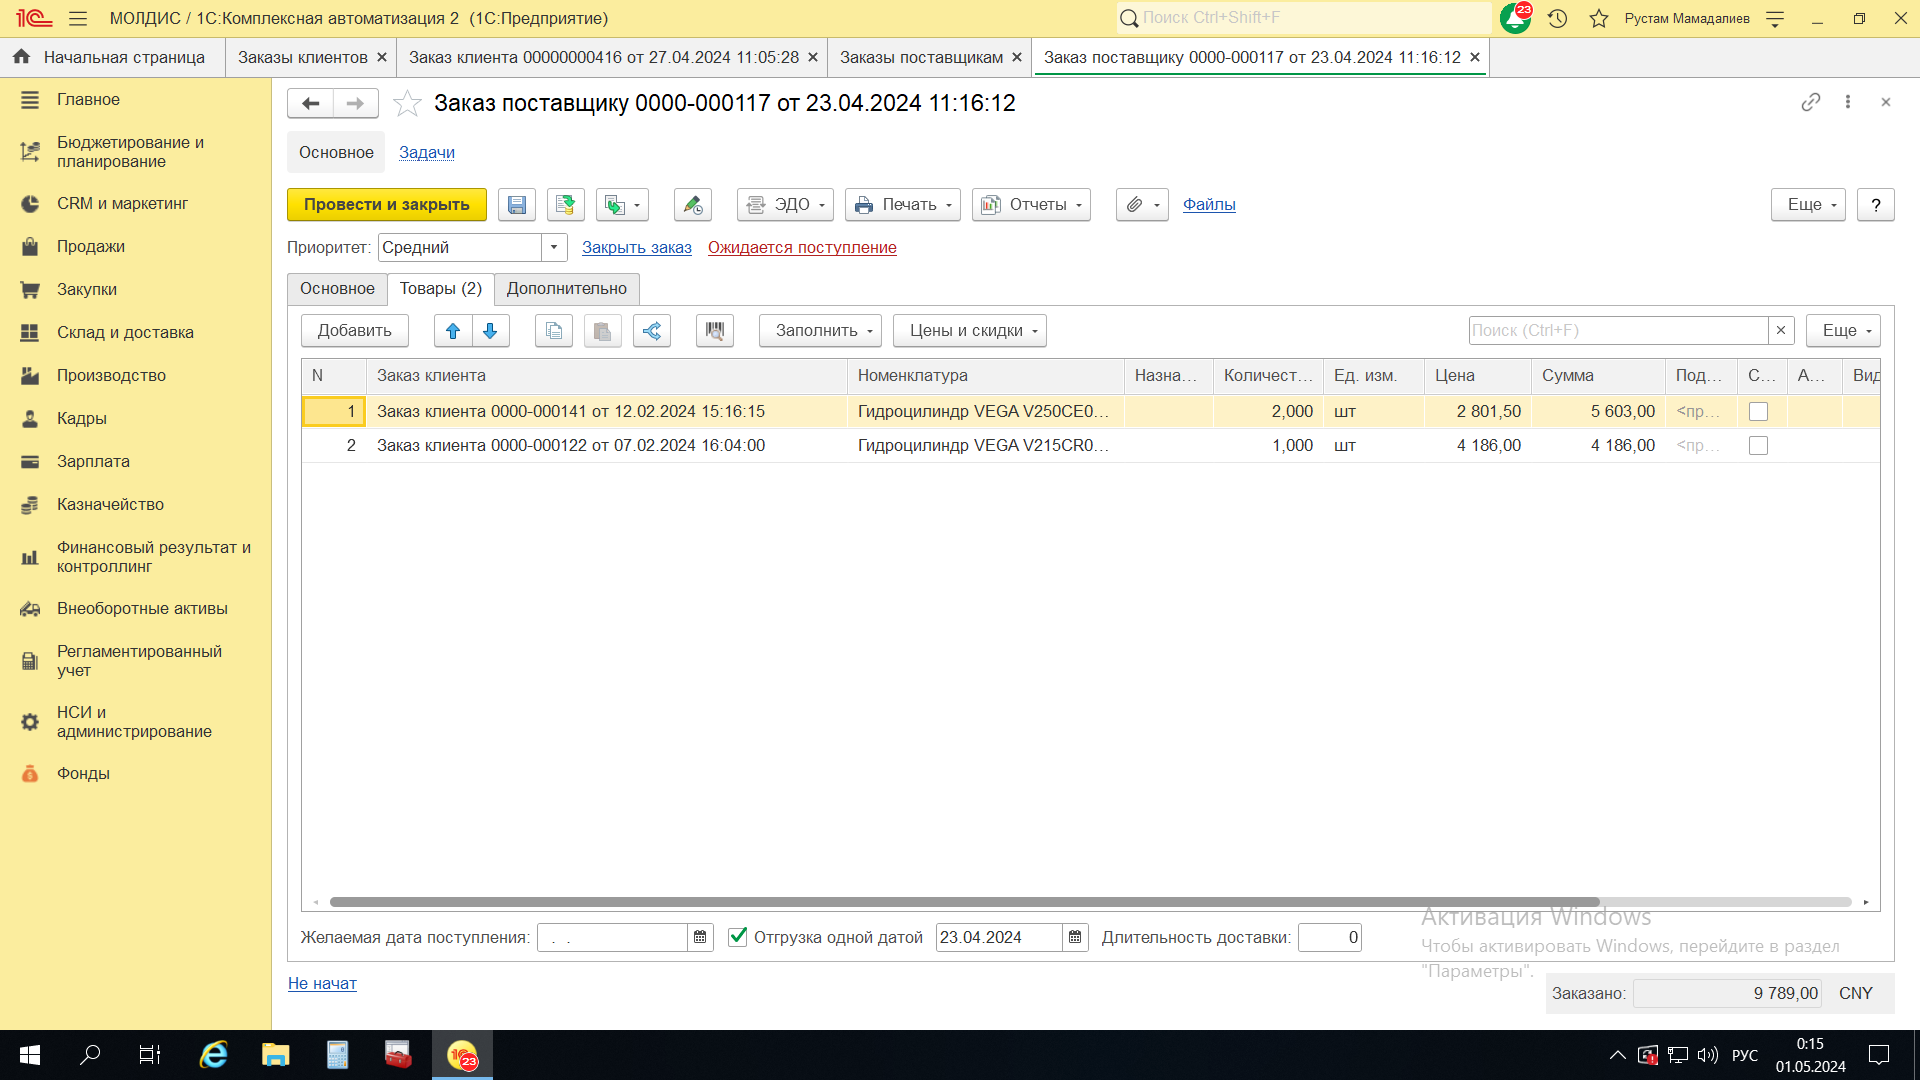 МОЛДИС / 1С:Комплексная автоматизация 2 (1С:Предприятие)
Поиск Ctrl+Shift+F
23
Рустам Мамадалиев
Начальная страница
Заказы клиентов
Заказ клиента 00000000416 от 27.04.2024 11:05:28
Заказы поставщикам
Заказ поставщику 0000-000117 от 23.04.2024 11:16:12
Главное
Бюджетирование и
планирование
CRM и маркетинг
Продажи
Закупки
Склад и доставка
Производство
Кадры
Зарплата
Казначейство
Финансовый результат и
контроллинг
Внеоборотные активы
Регламентированный
учет
НСИ и
администрирование
Фонды
Заказ поставщику 0000-000117 от 23.04.2024 11:16:12
Основное Задачи
Провести и закрыть ЭДО Печать Отчеты Файлы Еще ?
Приоритет: Средний Закрыть заказ Ожидается поступление
Основное Товары (2) Дополнительно
Добавить Заполнить Цены и скидки Поиск (Ctrl+F) Еще
N Заказ клиента Номенклатура Назна... Количест... Ед. изм. Цена Сумма Под... С... А... Вид
1 Заказ клиента 0000-000141 от 12.02.2024 15:16:15 Гидроцилиндр VEGA V250CE0... 2,000 шт 2 801,50 5 603,00 <пр...
2 Заказ клиента 0000-000122 от 07.02.2024 16:04:00 Гидроцилиндр VEGA V215CR0... 1,000 шт 4 186,00 4 186,00 <пр...
Желаемая дата поступления: . . Отгрузка одной датой 23.04.2024 Длительность доставки: 0
Активация Windows
Чтобы активировать Windows, перейдите в раздел
"Параметры".
Не начат
Заказано: 9 789,00 CNY
23
РУС
0:15
01.05.2024